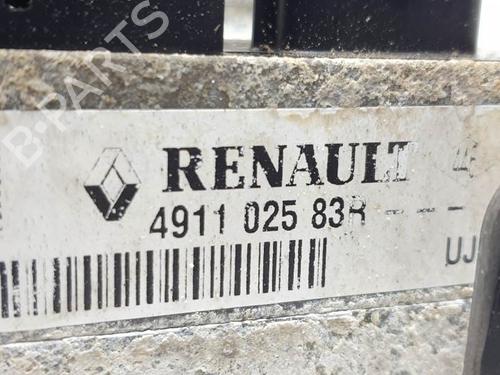 B-PARTS
RENAULT
4911 025 83R----
UJ